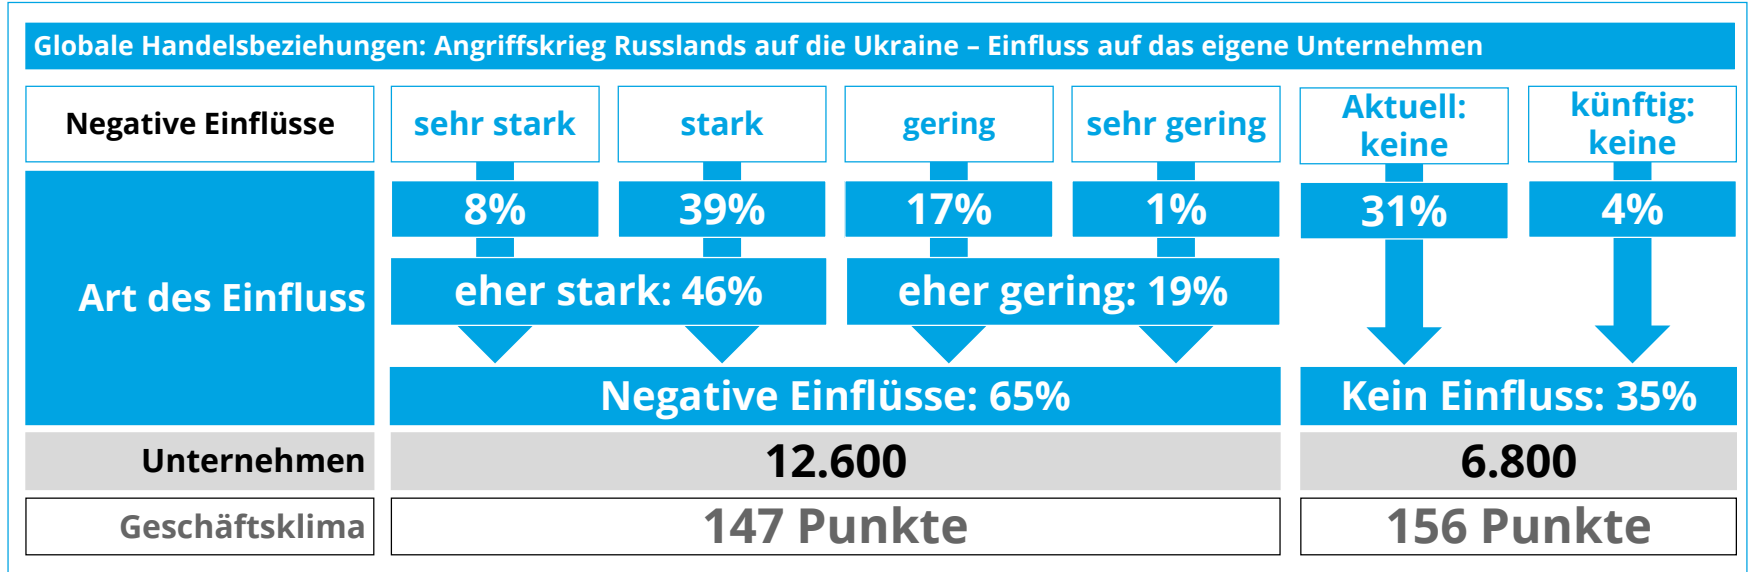 Globale Handelsbeziehungen: Angriffskrieg Russlands auf die Ukraine – Einfluss auf das eigene Unternehmen
Negative Einflüsse
sehr stark
stark
gering
sehr gering
Aktuell:
keine
künftig:
keine
Art des Einfluss
8%
39%
17%
1%
31%
4%
eher stark: 46%
eher gering: 19%
Negative Einflüsse: 65%
Kein Einfluss: 35%
Unternehmen
12.600
6.800
Geschäftsklima
147 Punkte
156 Punkte